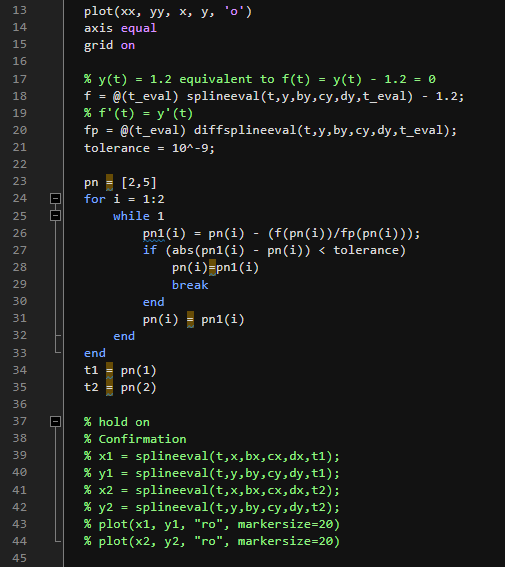 13 plot(xx, yy, x, y, 'o')
14 axis equal
15 grid on
16
17 % y(t) = 1.2 equivalent to f(t) = y(t) - 1.2 = 0
18 f = @(t_eval) splineeval(t,y,by,cy,dy,t_eval) - 1.2;
19 % f'(t) = y'(t)
20 fp = @(t_eval) diffsplineeval(t,y,by,cy,dy,t_eval);
21 tolerance = 10^-9;
22
23 pn = [2,5]
24 for i = 1:2
25 while 1
26 pn1(i) = pn(i) - (f(pn(i))/fp(pn(i)));
27 if (abs(pn1(i) - pn(i)) < tolerance)
28 pn(i)=pn1(i)
29 break
30 end
31 pn(i) = pn1(i)
32 end
33 end
34 t1 = pn(1)
35 t2 = pn(2)
36
37 % hold on
38 % Confirmation
39 % x1 = splineeval(t,x,bx,cx,dx,t1);
40 % y1 = splineeval(t,y,by,cy,dy,t1);
41 % x2 = splineeval(t,x,bx,cx,dx,t2);
42 % y2 = splineeval(t,y,by,cy,dy,t2);
43 % plot(x1, y1, "ro", markersize=20)
44 % plot(x2, y2, "ro", markersize=20)
45